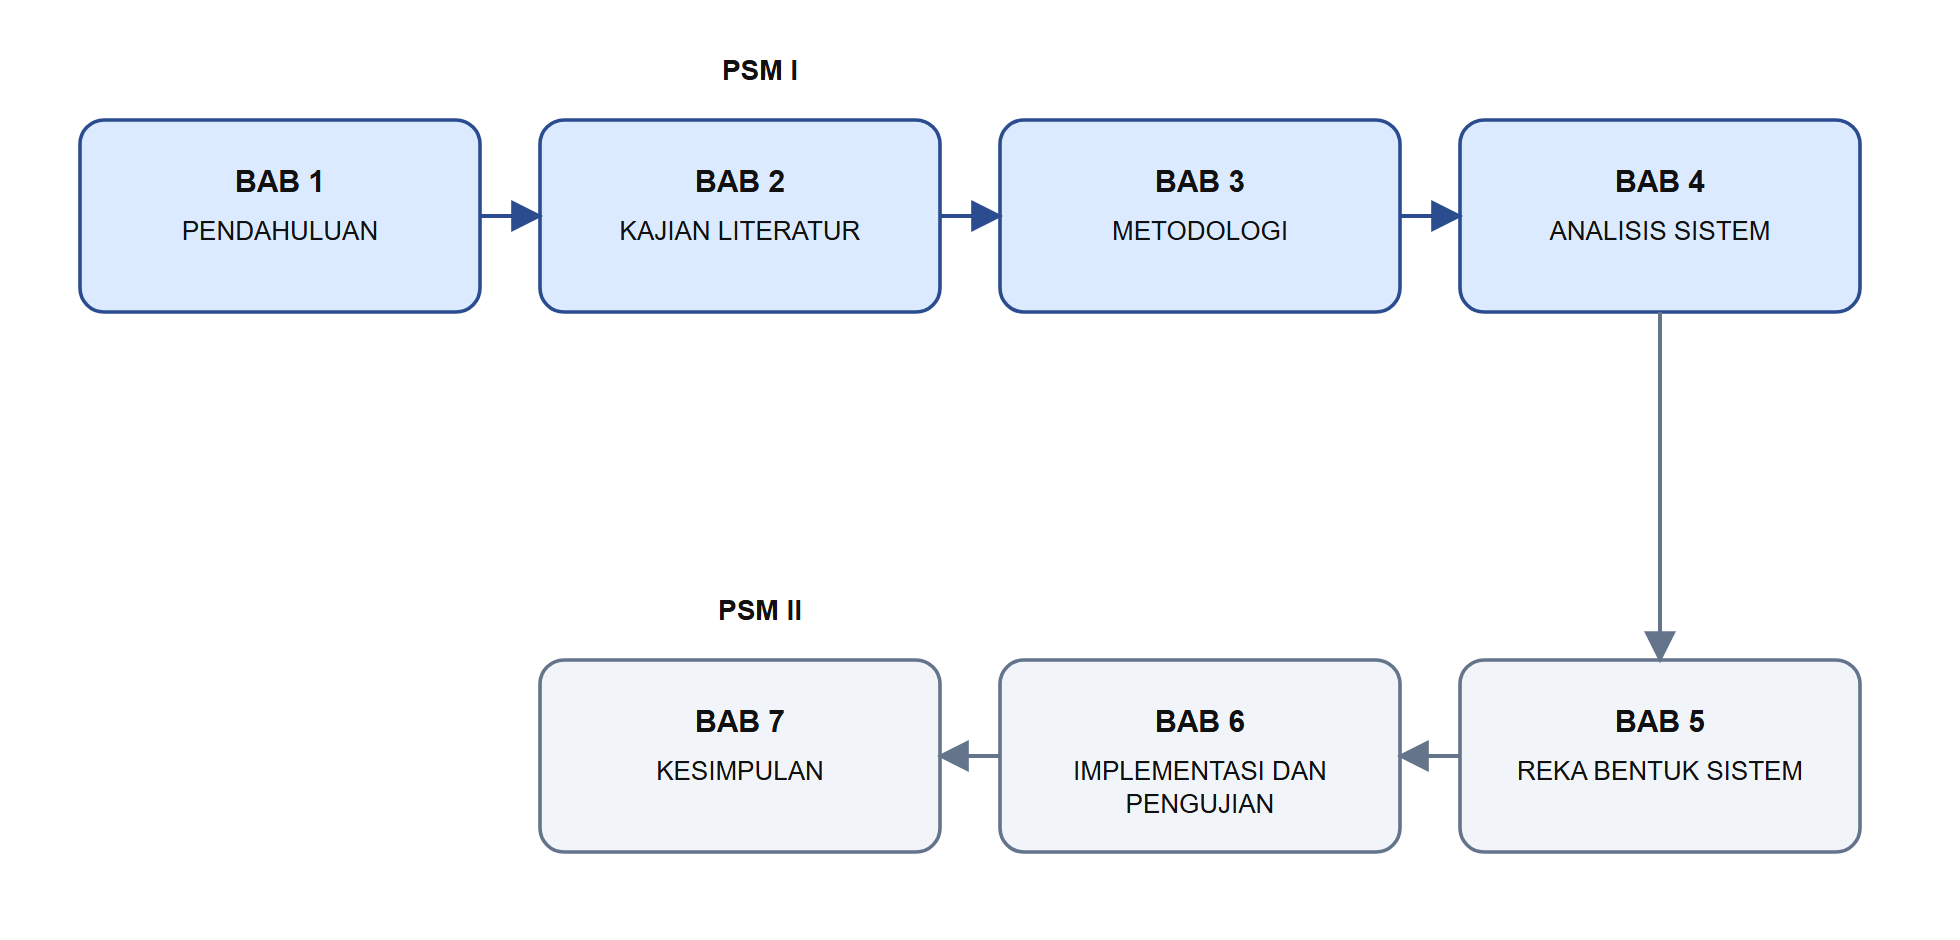 PSM I
BAB 1
PENDAHULUAN
BAB 2
KAJIAN LITERATUR
BAB 3
METODOLOGI
BAB 4
ANALISIS SISTEM
PSM II
BAB 7
KESIMPULAN
BAB 6
IMPLEMENTASI DAN
PENGUJIAN
BAB 5
REKA BENTUK SISTEM